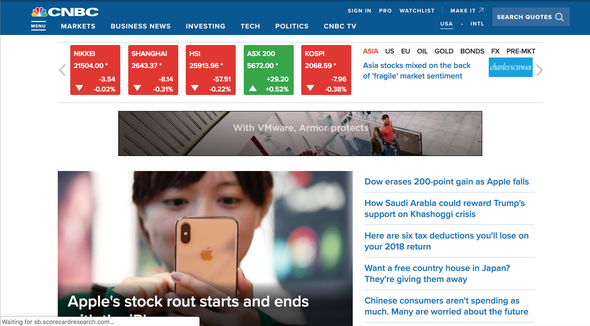 CNBC
SIGN IN PRO WATCHLIST MAKE IT
USA INTL
SEARCH QUOTES
MENU
MARKETS BUSINESS NEWS INVESTING TECH POLITICS CNBC TV
NIKKEI
21504.00 *
-3.54
-0.02%
SHANGHAI
2643.37 *
-8.14
-0.31%
HSI
25913.96 *
-57.51
-0.22%
ASX 200
5672.00 *
+29.20
+0.52%
KOSPI
2068.59 *
-7.96
-0.38%
ASIA US EU OIL GOLD BONDS FX PRE-MKT
Asia stocks mixed on the back
of 'fragile' market sentiment
charles SCHWAB
With VMware, Armor protects
Dow erases 200-point gain as Apple falls
How Saudi Arabia could reward Trump's
support on Khashoggi crisis
Here are six tax deductions you'll lose on
your 2018 return
Want a free country house in Japan?
They're giving them away
Chinese consumers aren't spending as
much. Many are worried about the future
Apple's stock rout starts and ends
with the iPh
Waiting for sb.scorecardresearch.com...